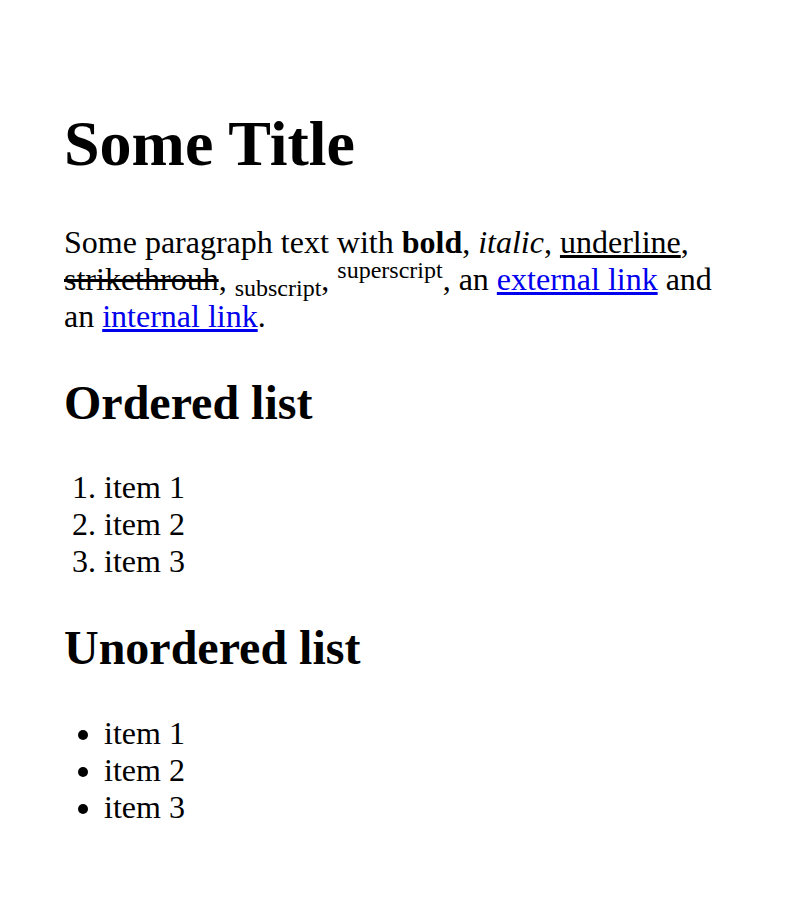 Some Title
Some paragraph text with bold, italic, underline,
strikethrouh, subscript, superscript, an external link and
an internal link.
Ordered list
1. item 1
2. item 2
3. item 3
Unordered list
• item 1
• item 2
• item 3